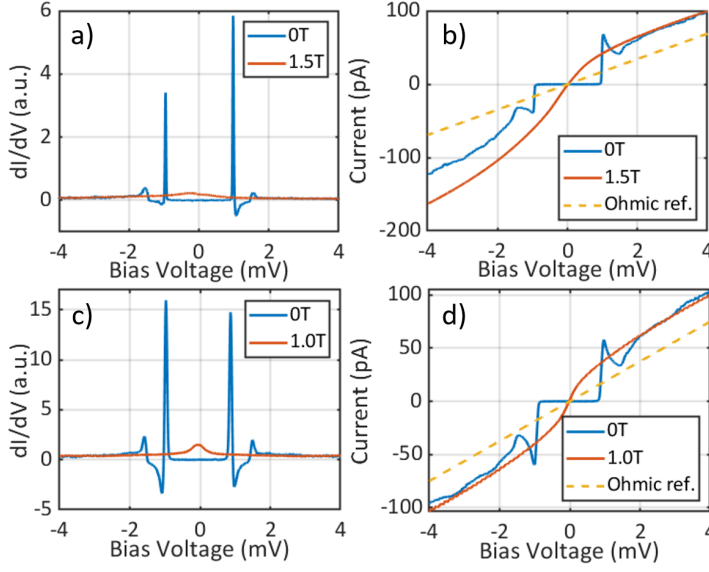 a)
dI/dV (a.u.)
6
4
2
0
0T
1.5T
-4 -2 0 2 4
Bias Voltage (mV)
b)
Current (pA)
100
0
-100
-200
0T
1.5T
Ohmic ref.
-4 -2 0 2 4
Bias Voltage (mV)
c)
dI/dV (a.u.)
15
10
5
0
-5
0T
1.0T
-4 -2 0 2 4
Bias Voltage (mV)
d)
Current (pA)
100
50
0
-50
-100
0T
1.0T
Ohmic ref.
-4 -2 0 2 4
Bias Voltage (mV)